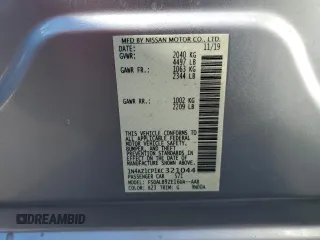 MFD BY NISSAN MOTOR CO., LTD.
DATE: 11/19
GVWR: 2040 KG
4497 LB
GAWR FR: 1063 KG
2344 LB
GAWR RR: 1002 KG
2209 LB
THIS VEHICLE CONFORMS TO ALL
APPLICABLE FEDERAL MOTOR VEHICLE
SAFETY, BUMPER, AND THEFT
PREVENTION STANDARDS IN EFFECT
ON THE DATE OF MANUFACTURE
SHOWN ABOVE.
321044
PASSENGER CAR
COLOR: K23 TRIM: G